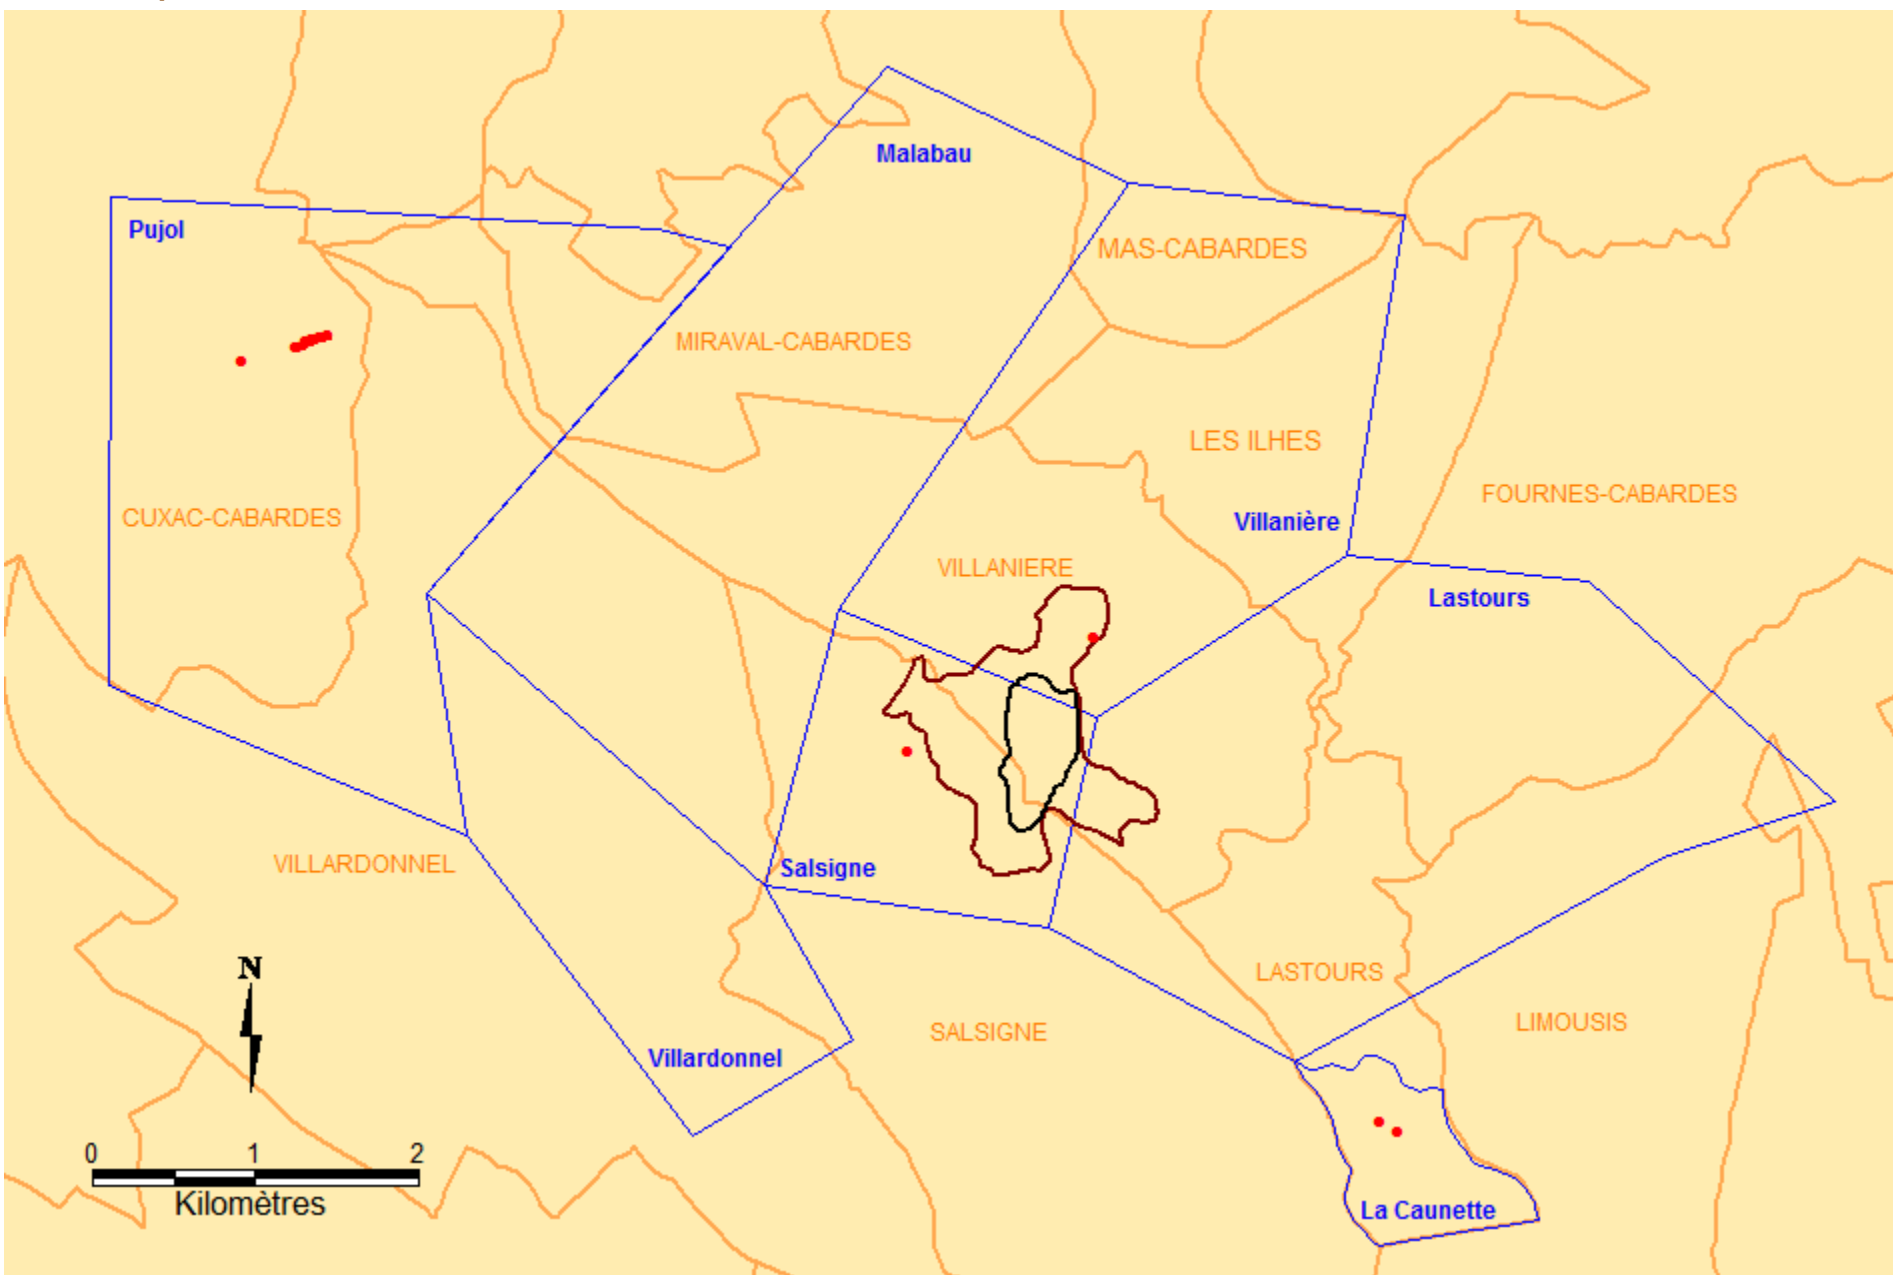 Malabau
Pujol
MAS-CABARDES
MIRAVAL-CABARDES
LES ILHES
FOURNES-CABARDES
CUXAC-CABARDES
Villanière
VILLANIERE
Lastours
VILLARDONNEL
Salsigne
N
LASTOURS
SALSIGNE
LIMOUSIS
Villardonnel
0 1 2
Kilomètres
La Caunette